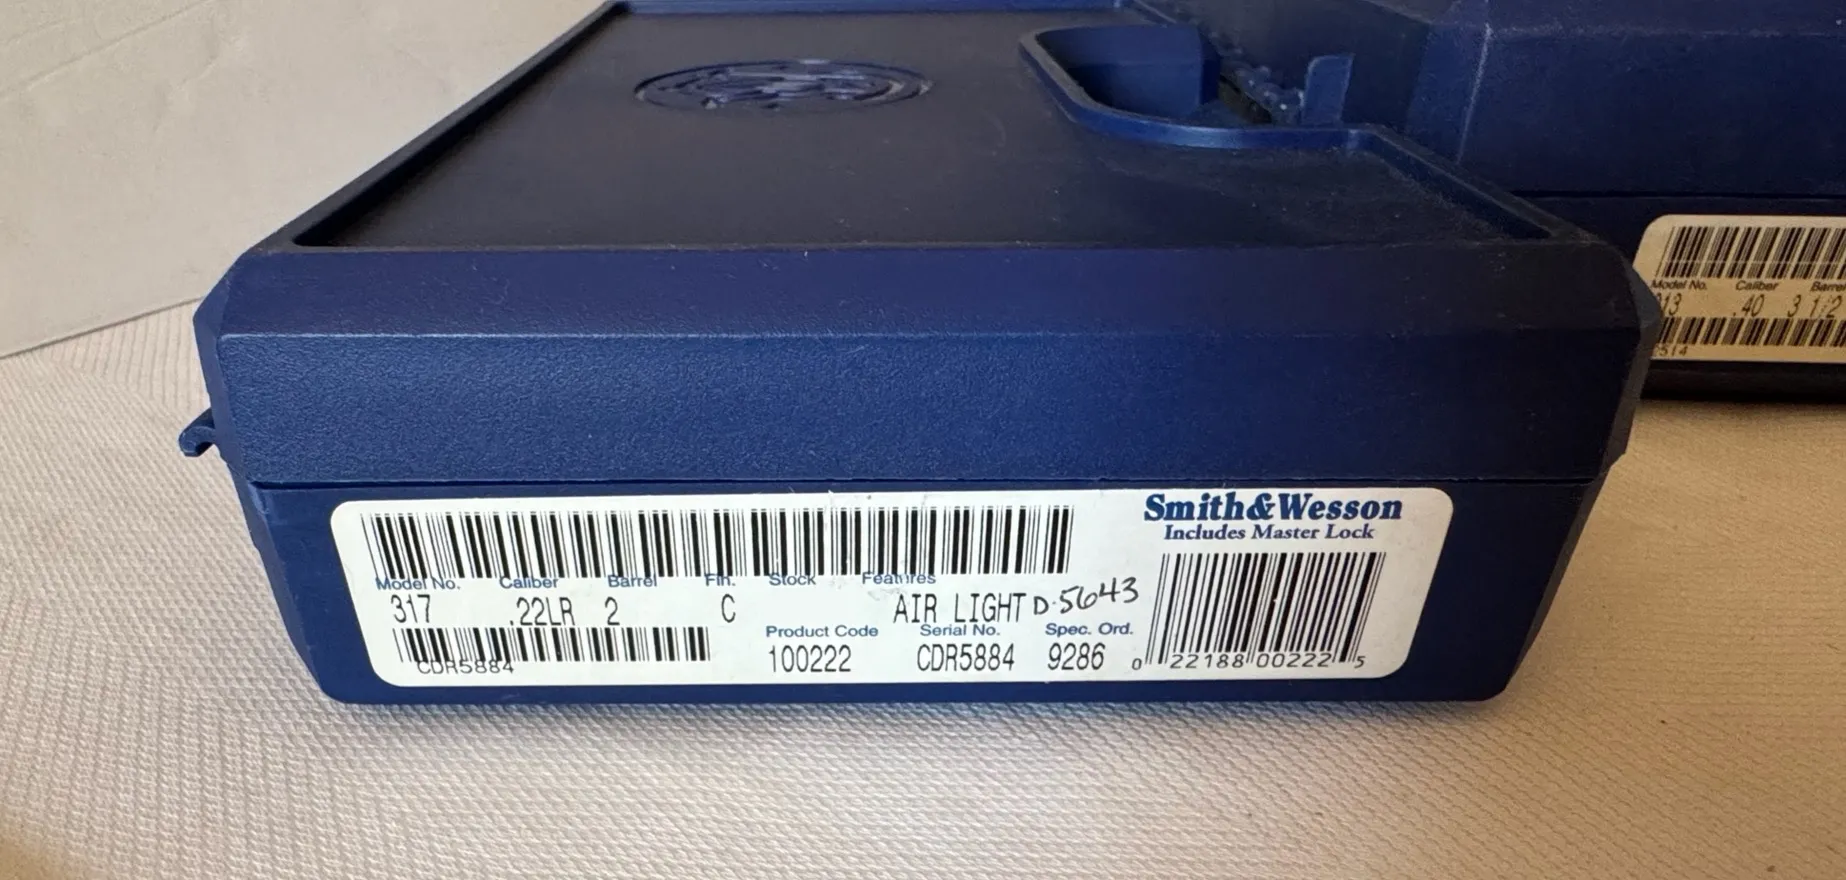 Smith&Wesson
Includes Master Lock
Model No. Caliber Barrel Fin. Stock Features
317 .22LR 2 C AIR LIGHT D-5643
Product Code Serial No. Spec. Ord.
CDR5884 100222 CDR5884 9286
0 22188 00222 5
Model No. Caliber
.40 3 1/2